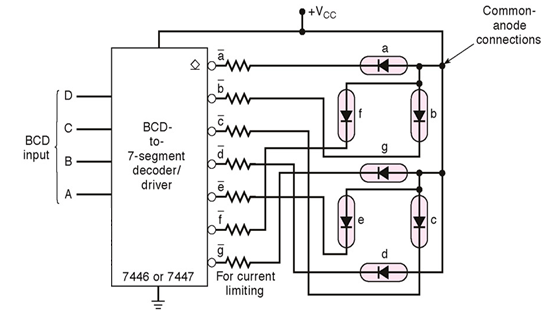 +VCC
Common-
anode
connections
D
C
B
A
BCD
input
BCD-
to-
7-segment
decoder/
driver
7446 or 7447
a̅
b̅
c̅
d̅
e̅
f̅
g̅
For current
limiting
a
f
b
g
e
c
d